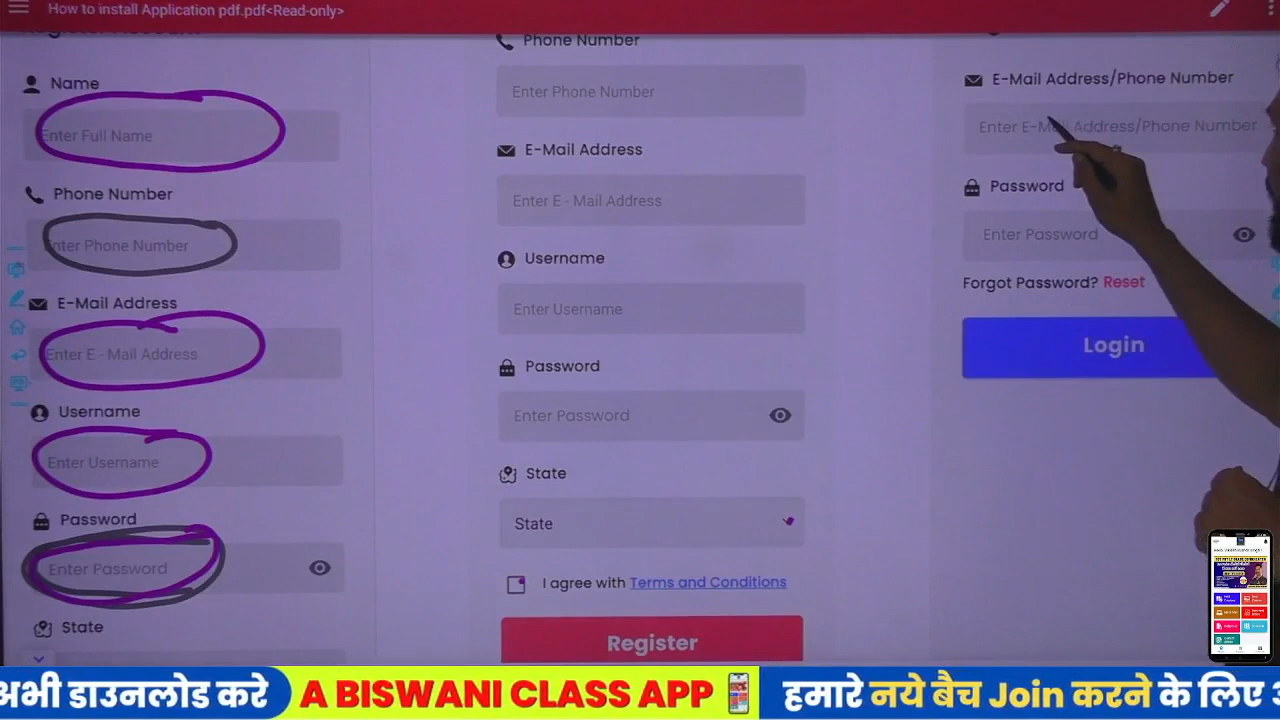 How to install Application pdf.pdf<Read-only>
Register Account
Name
Enter Full Name
Phone Number
Enter Phone Number
E-Mail Address
Enter E - Mail Address
Username
Enter Username
Password
Enter Password
State
Phone Number
Enter Phone Number
E-Mail Address
Enter E - Mail Address
Username
Enter Username
Password
Enter Password
State
State
I agree with Terms and Conditions
Register
E-Mail Address/Phone Number
Enter E-Mail Address/Phone Number
Password
Enter Password
Forgot Password? Reset
Login
अभी डाउनलोड करे A BISWANI CLASS APP हमारे नये बैच Join करने के लिए